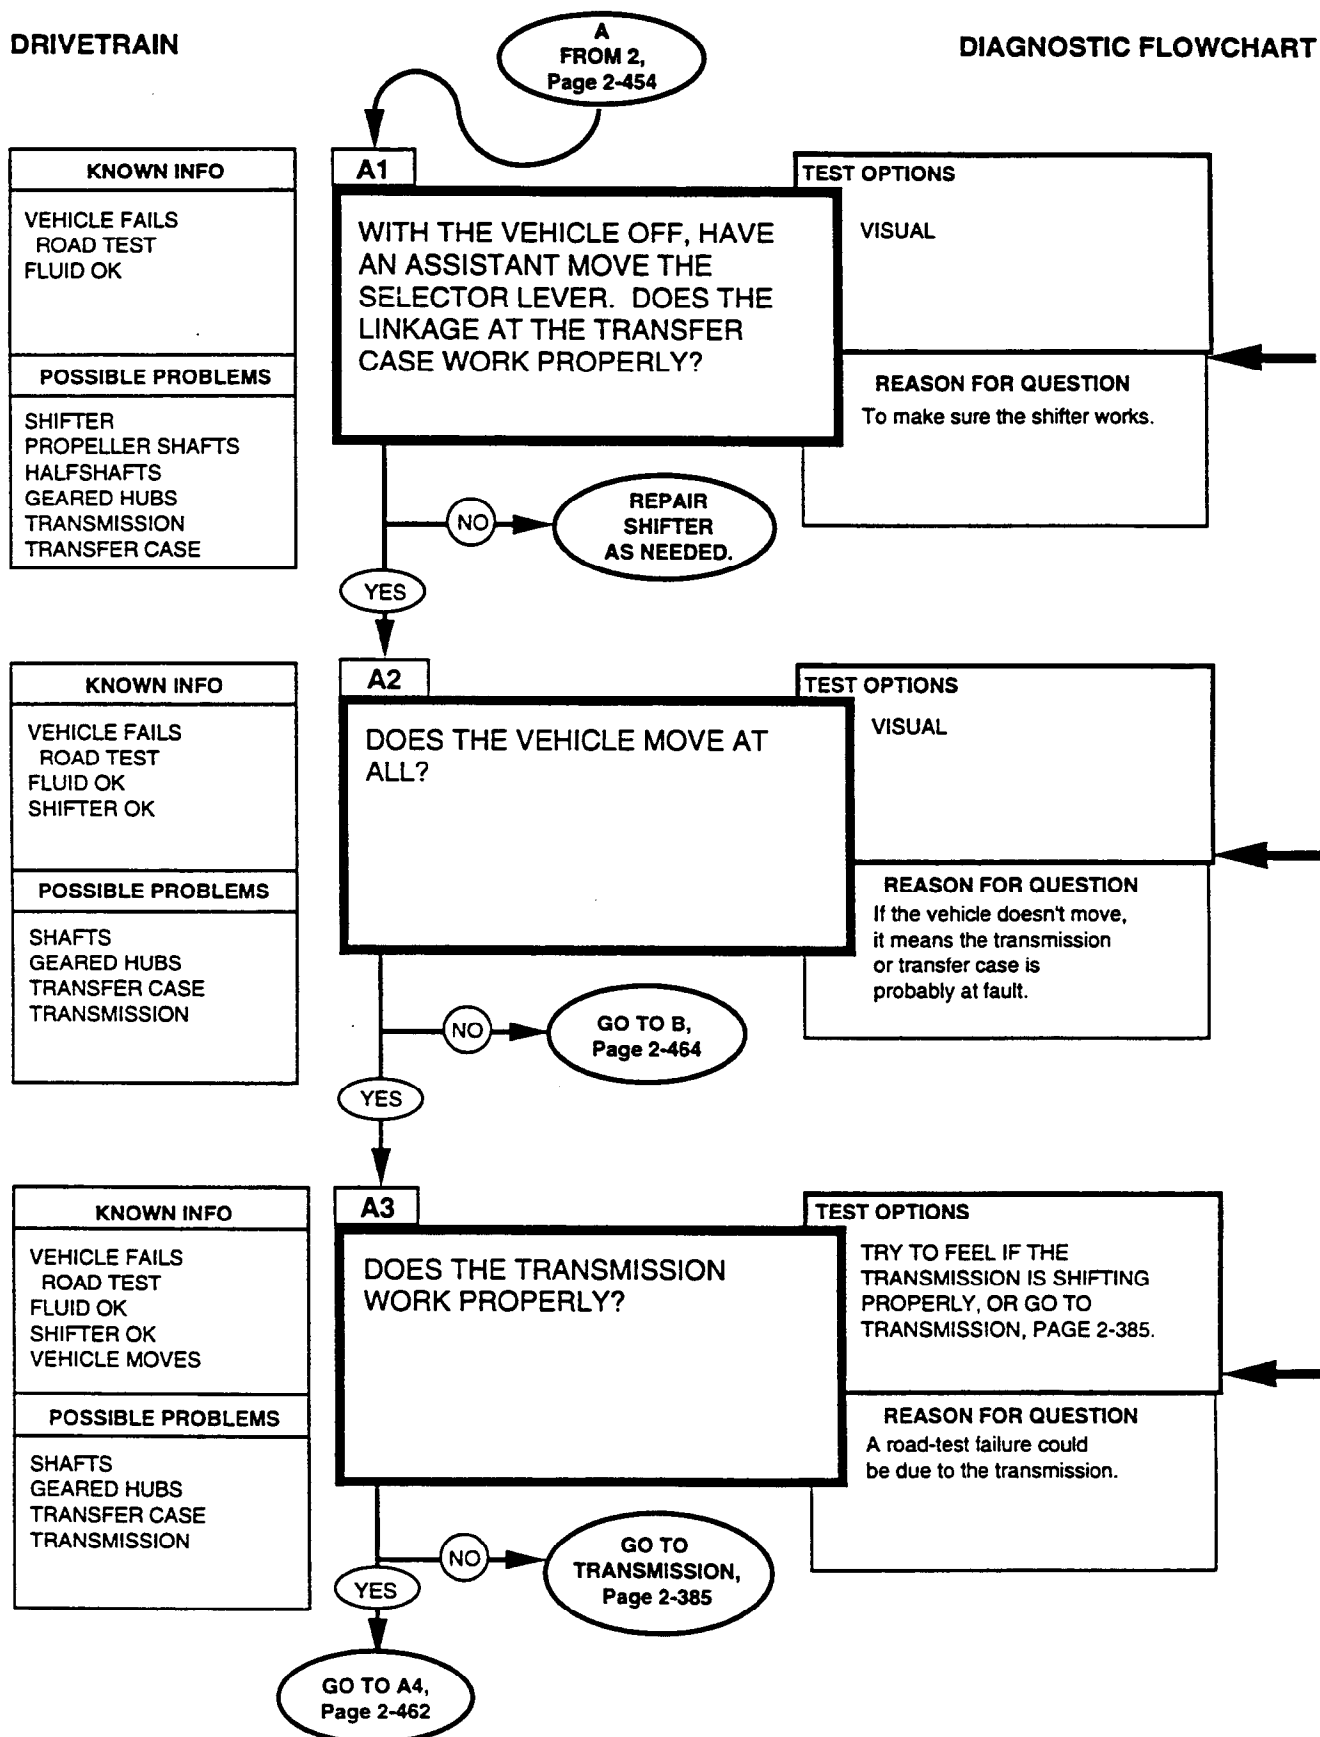 DRIVETRAIN
DIAGNOSTIC FLOWCHART
A
FROM 2,
Page 2-454
KNOWN INFO
VEHICLE FAILS
ROAD TEST
FLUID OK
POSSIBLE PROBLEMS
SHIFTER
PROPELLER SHAFTS
HALFSHAFTS
GEARED HUBS
TRANSMISSION
TRANSFER CASE
A1
WITH THE VEHICLE OFF, HAVE
AN ASSISTANT MOVE THE
SELECTOR LEVER. DOES THE
LINKAGE AT THE TRANSFER
CASE WORK PROPERLY?
TEST OPTIONS
VISUAL
REASON FOR QUESTION
To make sure the shifter works.
NO
REPAIR
SHIFTER
AS NEEDED.
YES
KNOWN INFO
VEHICLE FAILS
ROAD TEST
FLUID OK
SHIFTER OK
POSSIBLE PROBLEMS
SHAFTS
GEARED HUBS
TRANSFER CASE
TRANSMISSION
A2
DOES THE VEHICLE MOVE AT
ALL?
TEST OPTIONS
VISUAL
REASON FOR QUESTION
If the vehicle doesn't move,
it means the transmission
or transfer case is
probably at fault.
NO
GO TO B,
Page 2-464
YES
KNOWN INFO
VEHICLE FAILS
ROAD TEST
FLUID OK
SHIFTER OK
VEHICLE MOVES
POSSIBLE PROBLEMS
SHAFTS
GEARED HUBS
TRANSFER CASE
TRANSMISSION
A3
DOES THE TRANSMISSION
WORK PROPERLY?
TEST OPTIONS
TRY TO FEEL IF THE
TRANSMISSION IS SHIFTING
PROPERLY, OR GO TO
TRANSMISSION, PAGE 2-385.
REASON FOR QUESTION
A road-test failure could
be due to the transmission.
NO
GO TO
TRANSMISSION,
Page 2-385
YES
GO TO A4,
Page 2-462